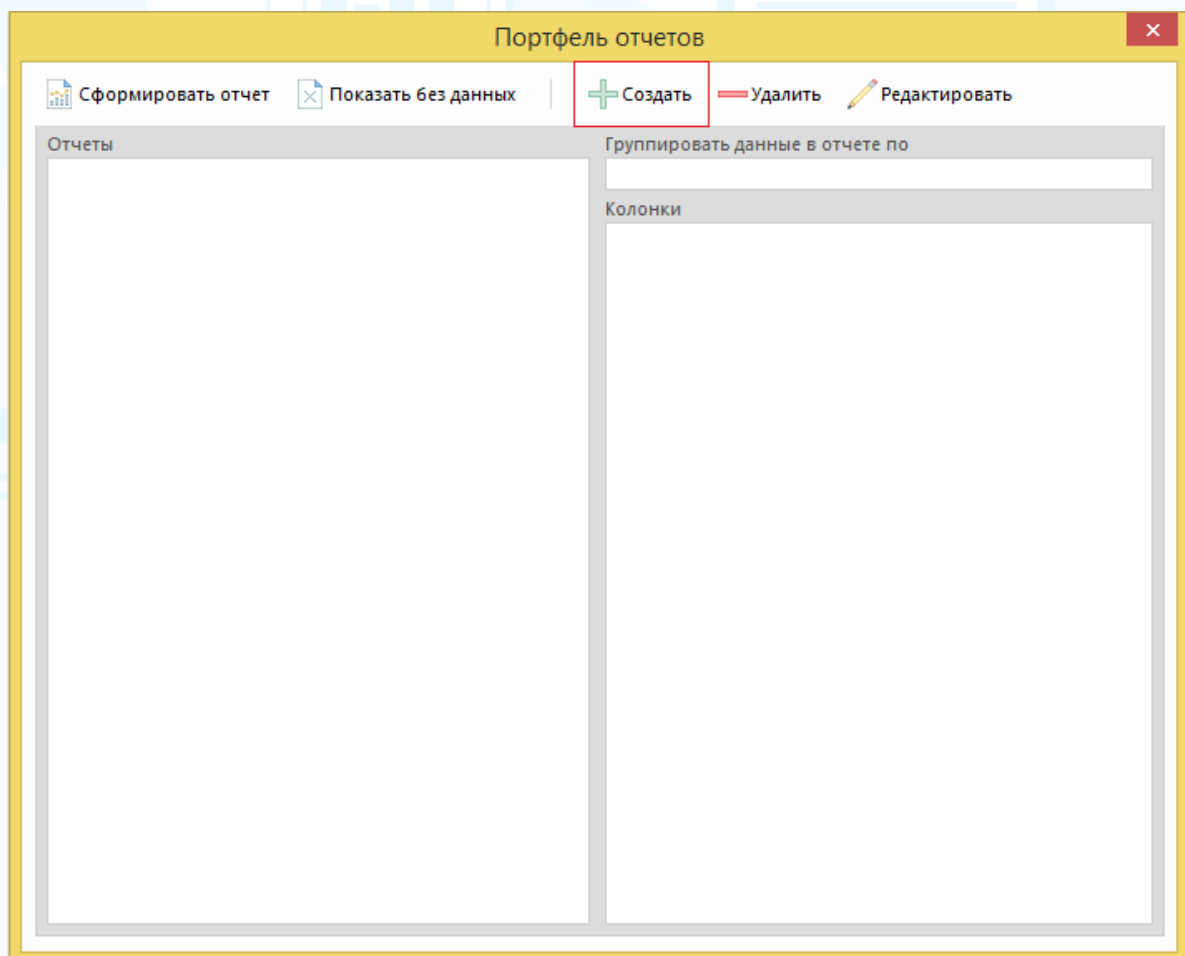 Портфель отчетов
Сформировать отчет Показать без данных Создать Удалить Редактировать
Отчеты
Группировать данные в отчете по
Колонки